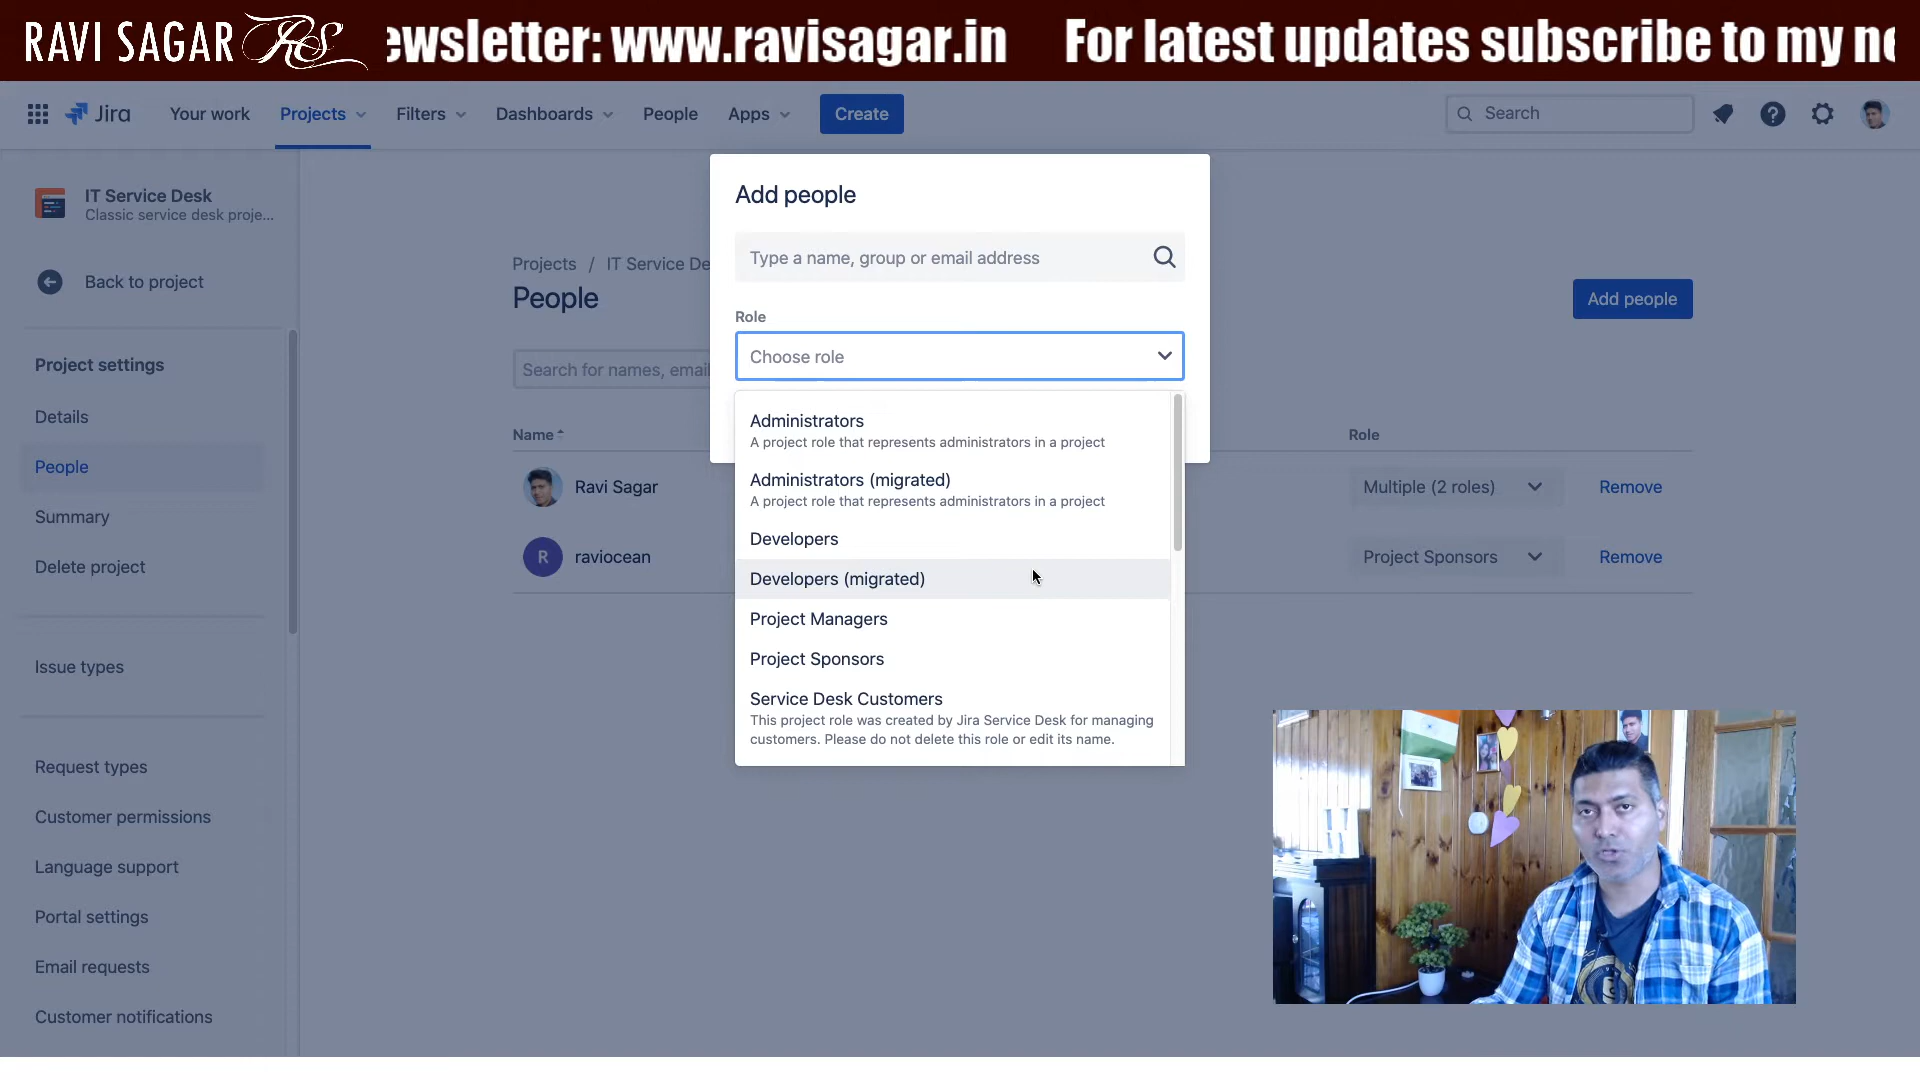 RAVI SAGAR RS
ewsletter: www.ravisagar.in For latest updates subscribe to my ne
Jira
Your work
Projects
Filters
Dashboards
People
Apps
Create
Search
IT Service Desk
Classic service desk proje...
Back to project
Project settings
Details
People
Summary
Delete project
Issue types
Request types
Customer permissions
Language support
Portal settings
Email requests
Customer notifications
Projects / IT Service De
People
Add people
Search for names, email
Name
Role
Ravi Sagar
Multiple (2 roles)
Remove
R
raviocean
Project Sponsors
Remove
Add people
Type a name, group or email address
Role
Choose role
Administrators
A project role that represents administrators in a project
Administrators (migrated)
A project role that represents administrators in a project
Developers
Developers (migrated)
Project Managers
Project Sponsors
Service Desk Customers
This project role was created by Jira Service Desk for managing
customers. Please do not delete this role or edit its name.